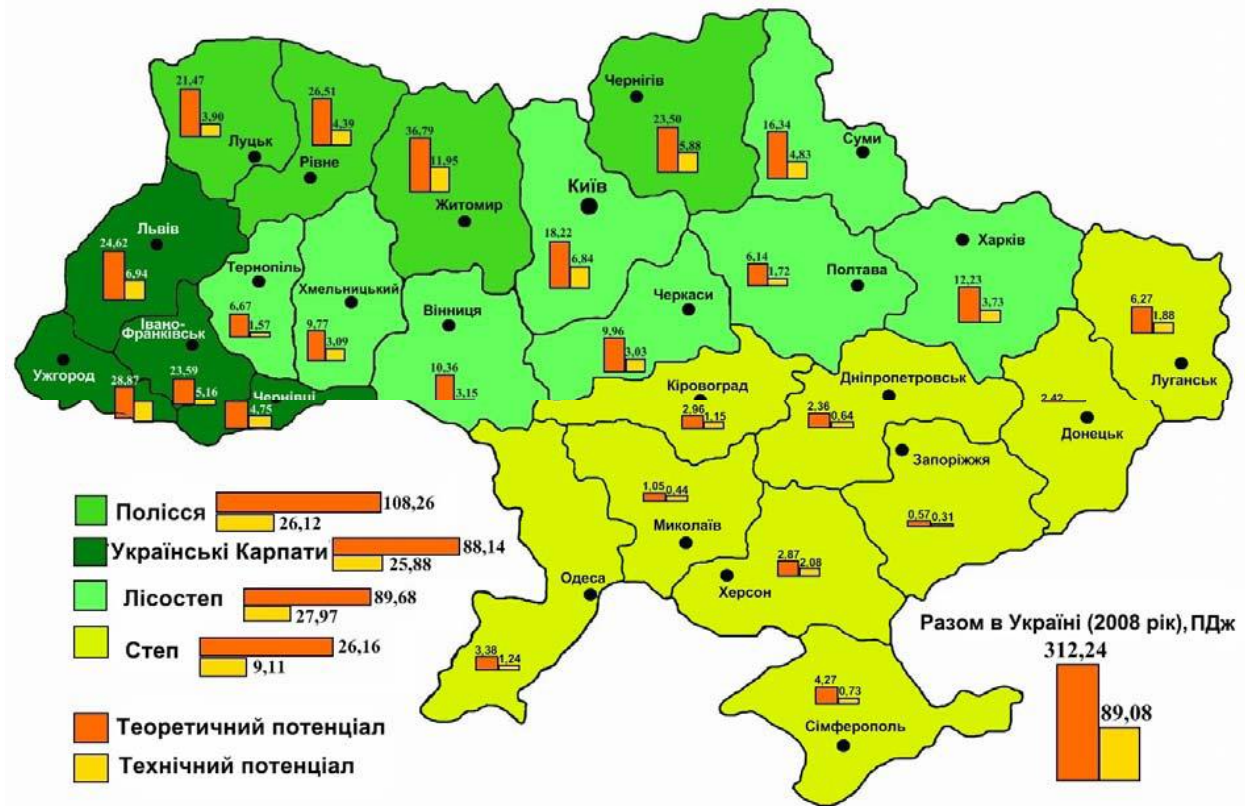 Чернігів
23,50
5,88
16,34
4,83
Суми
21,47
3,90
Луцьк
26,51
4,39
Рівне
36,79
11,95
Житомир
Київ
18,22
6,84
Львів
24,62
6,94
Тернопіль
6,67
1,57
Хмельницький
9,77
3,09
Вінниця
10,36
3,15
Черкаси
9,96
3,03
6,14
1,72
Полтава
Харків
12,23
3,73
6,27
1,88
Луганськ
Івано-
Франківськ
23,59
5,16
Ужгород
28,87
Чернівці
4,75
Кіровоград
2,96
1,15
Дніпропетровськ
2,36
0,64
2,42
Донецьк
Запоріжжя
0,57
0,31
1,05
0,44
Миколаїв
2,87
2,08
Херсон
Одеса
3,38
1,24
4,27
0,73
Сімферополь
Полісся
108,26
26,12
Українські Карпати
88,14
25,88
Лісостеп
89,68
27,97
Степ
26,16
9,11
Теоретичний потенціал
Технічний потенціал
Разом в Україні (2008 рік), ПДж
312,24
89,08